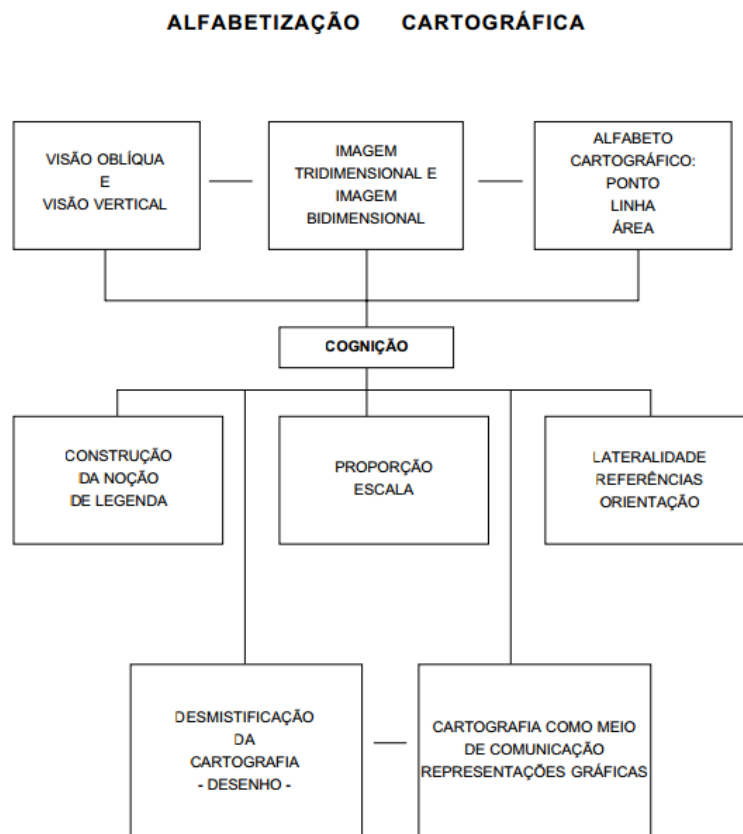 ALFABETIZAÇÃO CARTOGRÁFICA
VISÃO OBLÍQUA
E
VISÃO VERTICAL
IMAGEM
TRIDIMENSIONAL E
IMAGEM
BIDIMENSIONAL
ALFABETO
CARTOGRÁFICO:
PONTO
LINHA
ÁREA
COGNIÇÃO
CONSTRUÇÃO
DA NOÇÃO
DE LEGENDA
PROPORÇÃO
ESCALA
LATERALIDADE
REFERÊNCIAS
ORIENTAÇÃO
DESMISTIFICAÇÃO
DA
CARTOGRAFIA
- DESENHO -
CARTOGRAFIA COMO MEIO
DE COMUNICAÇÃO
REPRESENTAÇÕES GRÁFICAS